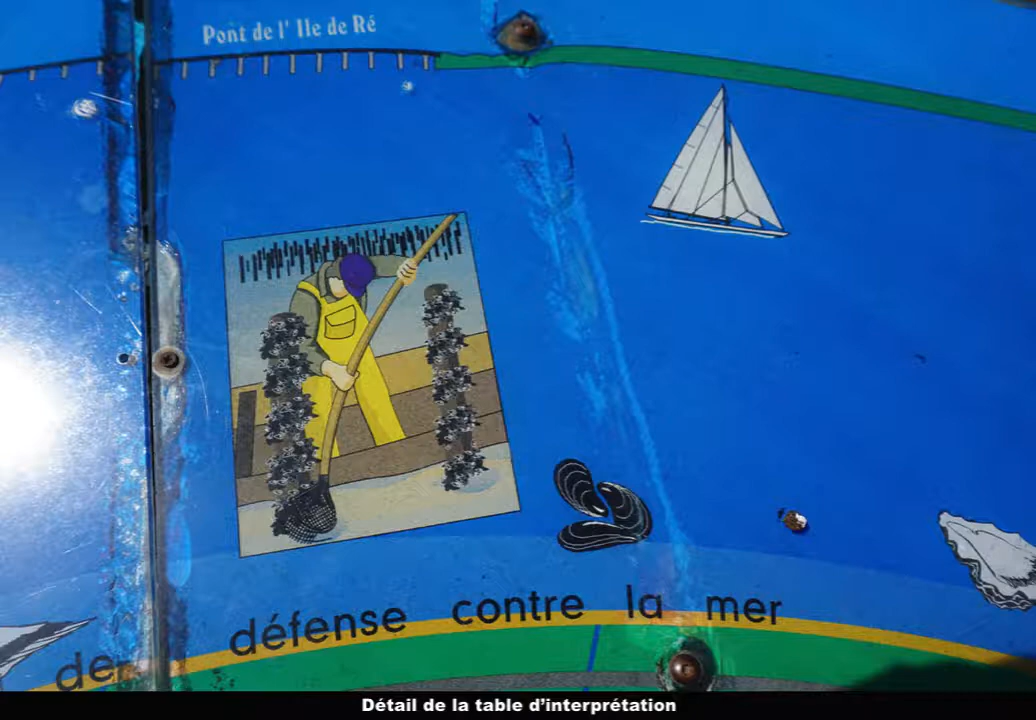 Pont de l' Ile de Ré
de défense contre la mer
Détail de la table d'interprétation